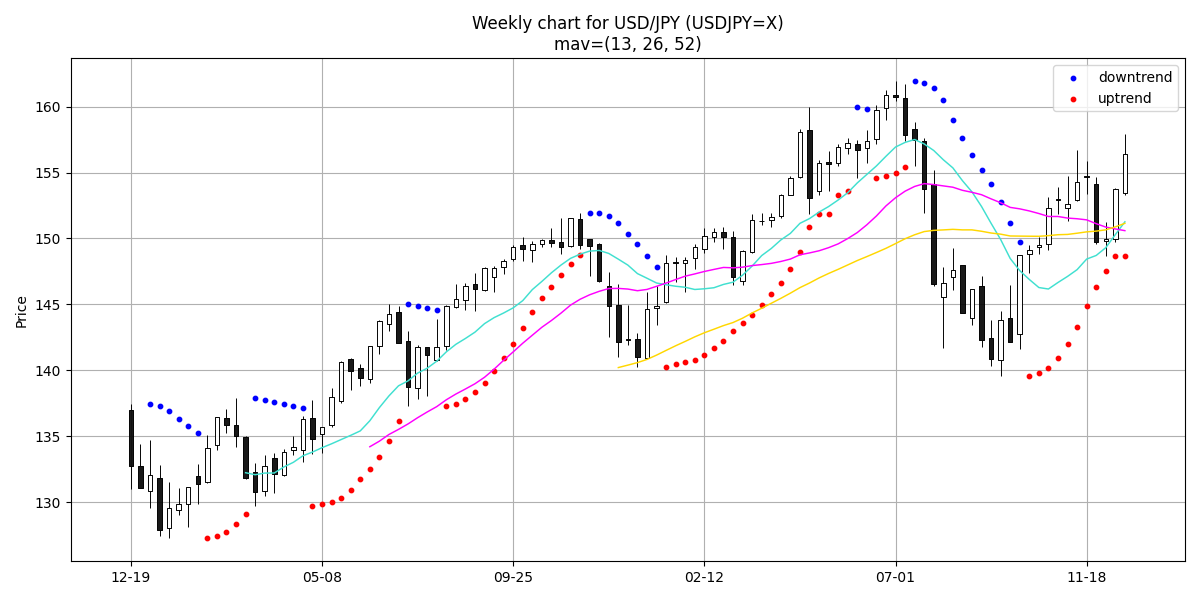 Weekly chart for USD/JPY (USDJPY=X)
mav=(13, 26, 52)
downtrend
uptrend
160
155
150
145
140
135
130
Price
12-19
05-08
09-25
02-12
07-01
11-18